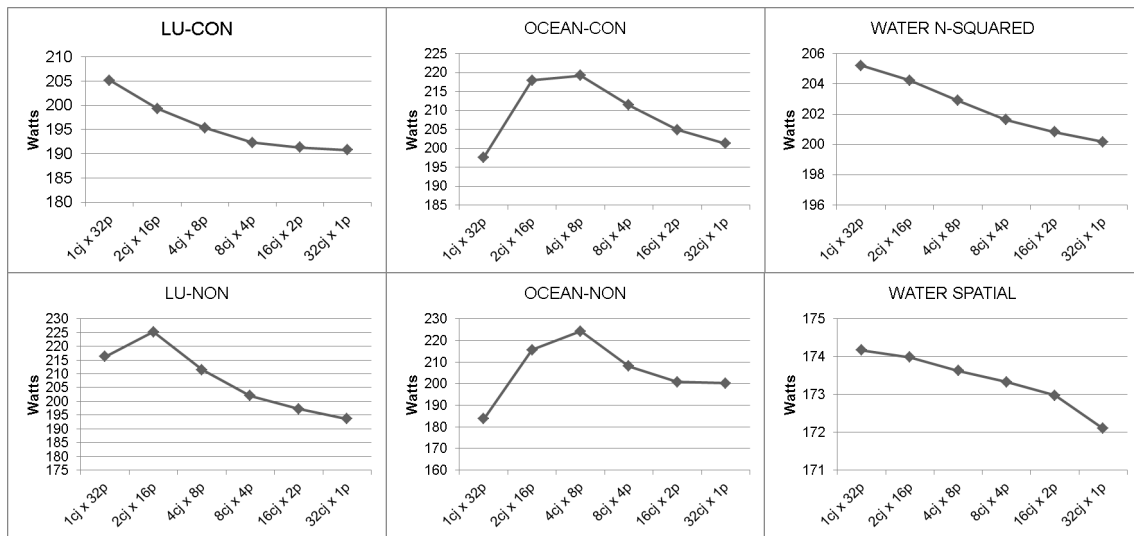 LU-CON
Watts
210
205
200
195
190
185
180
1cj x 32p
2cj x 16p
4cj x 8p
8cj x 4p
16cj x 2p
32cj x 1p
OCEAN-CON
Watts
225
220
215
210
205
200
195
190
185
1cj x 32p
2cj x 16p
4cj x 8p
8cj x 4p
16cj x 2p
32cj x 1p
WATER N-SQUARED
Watts
206
204
202
200
198
196
1cj x 32p
2cj x 16p
4cj x 8p
8cj x 4p
16cj x 2p
32cj x 1p
LU-NON
Watts
230
225
220
215
210
205
200
195
190
185
180
175
1cj x 32p
2cj x 16p
4cj x 8p
8cj x 4p
16cj x 2p
32cj x 1p
OCEAN-NON
Watts
230
220
210
200
190
180
170
160
1cj x 32p
2cj x 16p
4cj x 8p
8cj x 4p
16cj x 2p
32cj x 1p
WATER SPATIAL
Watts
175
174
173
172
171
1cj x 32p
2cj x 16p
4cj x 8p
8cj x 4p
16cj x 2p
32cj x 1p